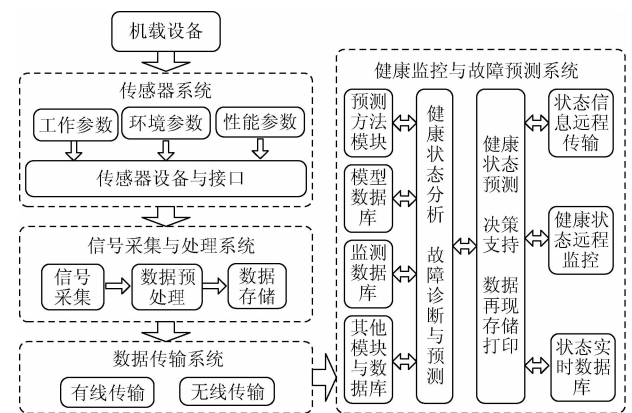 机载设备
传感器系统
工作参数
环境参数
性能参数
传感器设备与接口
信号采集与处理系统
信号
采集
数据预
处理
数据
存储
数据传输系统
有线传输
无线传输
健康监控与故障预测系统
预测
方法
模块
模型
数据
库
监测
数据
库
其他
模块
与数
据库
健康状态分析
故障诊断与预测
健康
状态
预测
决策
支持
数据
再现
存储
打印
状态信
息远程
传输
健康状
态远程
监控
状态实
时数据
库